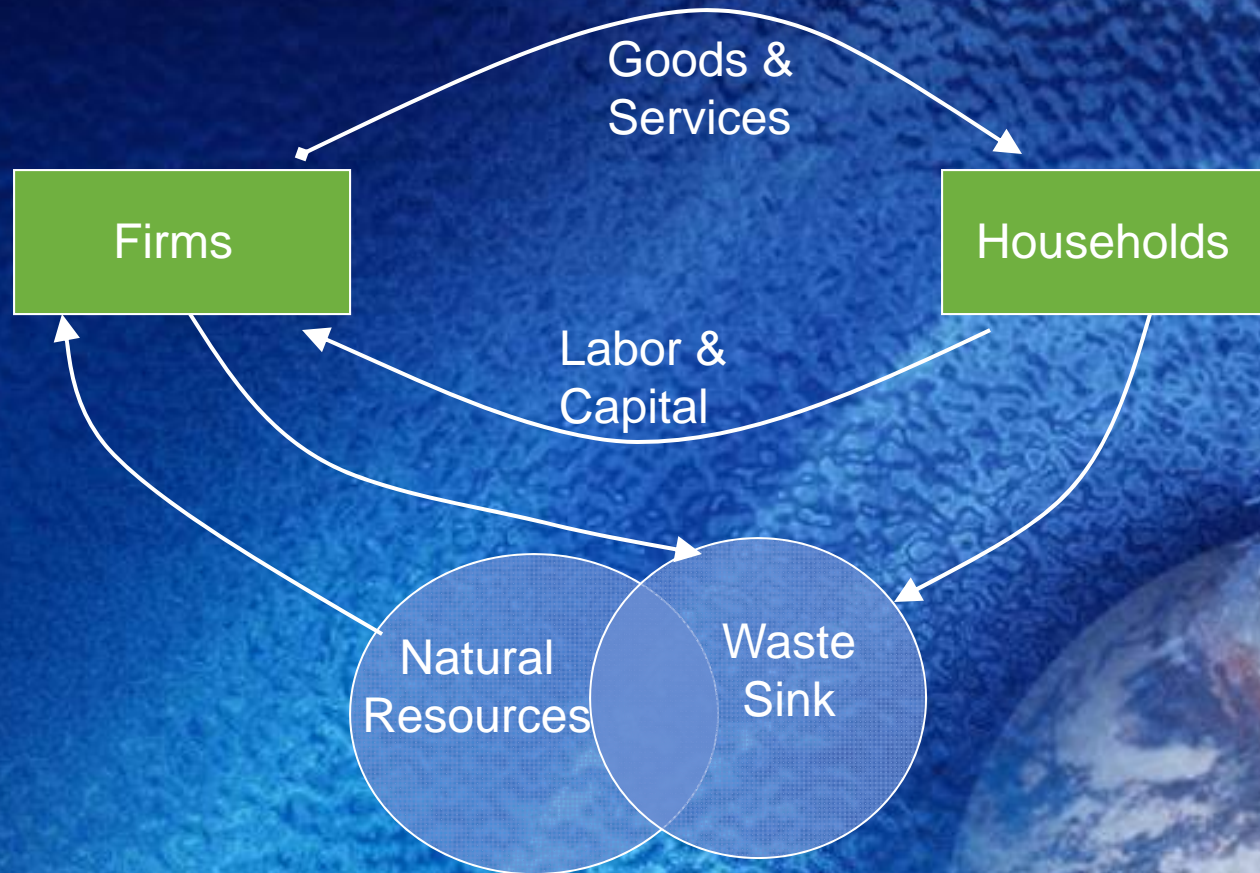 Goods &
Services
Firms
Households
Labor &
Capital
Natural
Resources
Waste
Sink